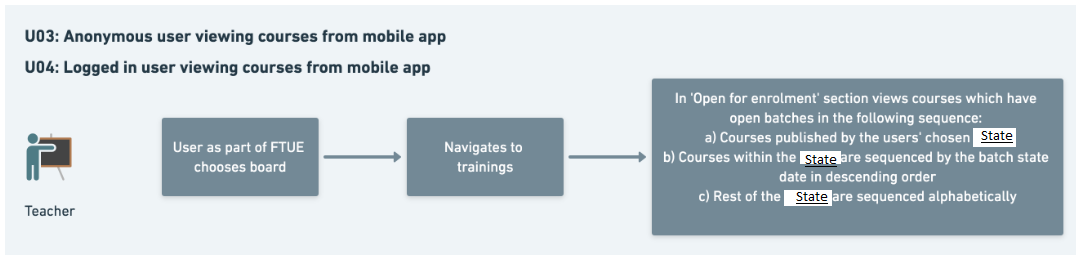 U03: Anonymous user viewing courses from mobile app
U04: Logged in user viewing courses from mobile app
Teacher
User as part of FTUE
chooses board
Navigates to
trainings
In 'Open for enrolment' section views courses which have
open batches in the following sequence:
a) Courses published by the users' chosen State
b) Courses within the State are sequenced by the batch state
date in descending order
c) Rest of the State are sequenced alphabetically